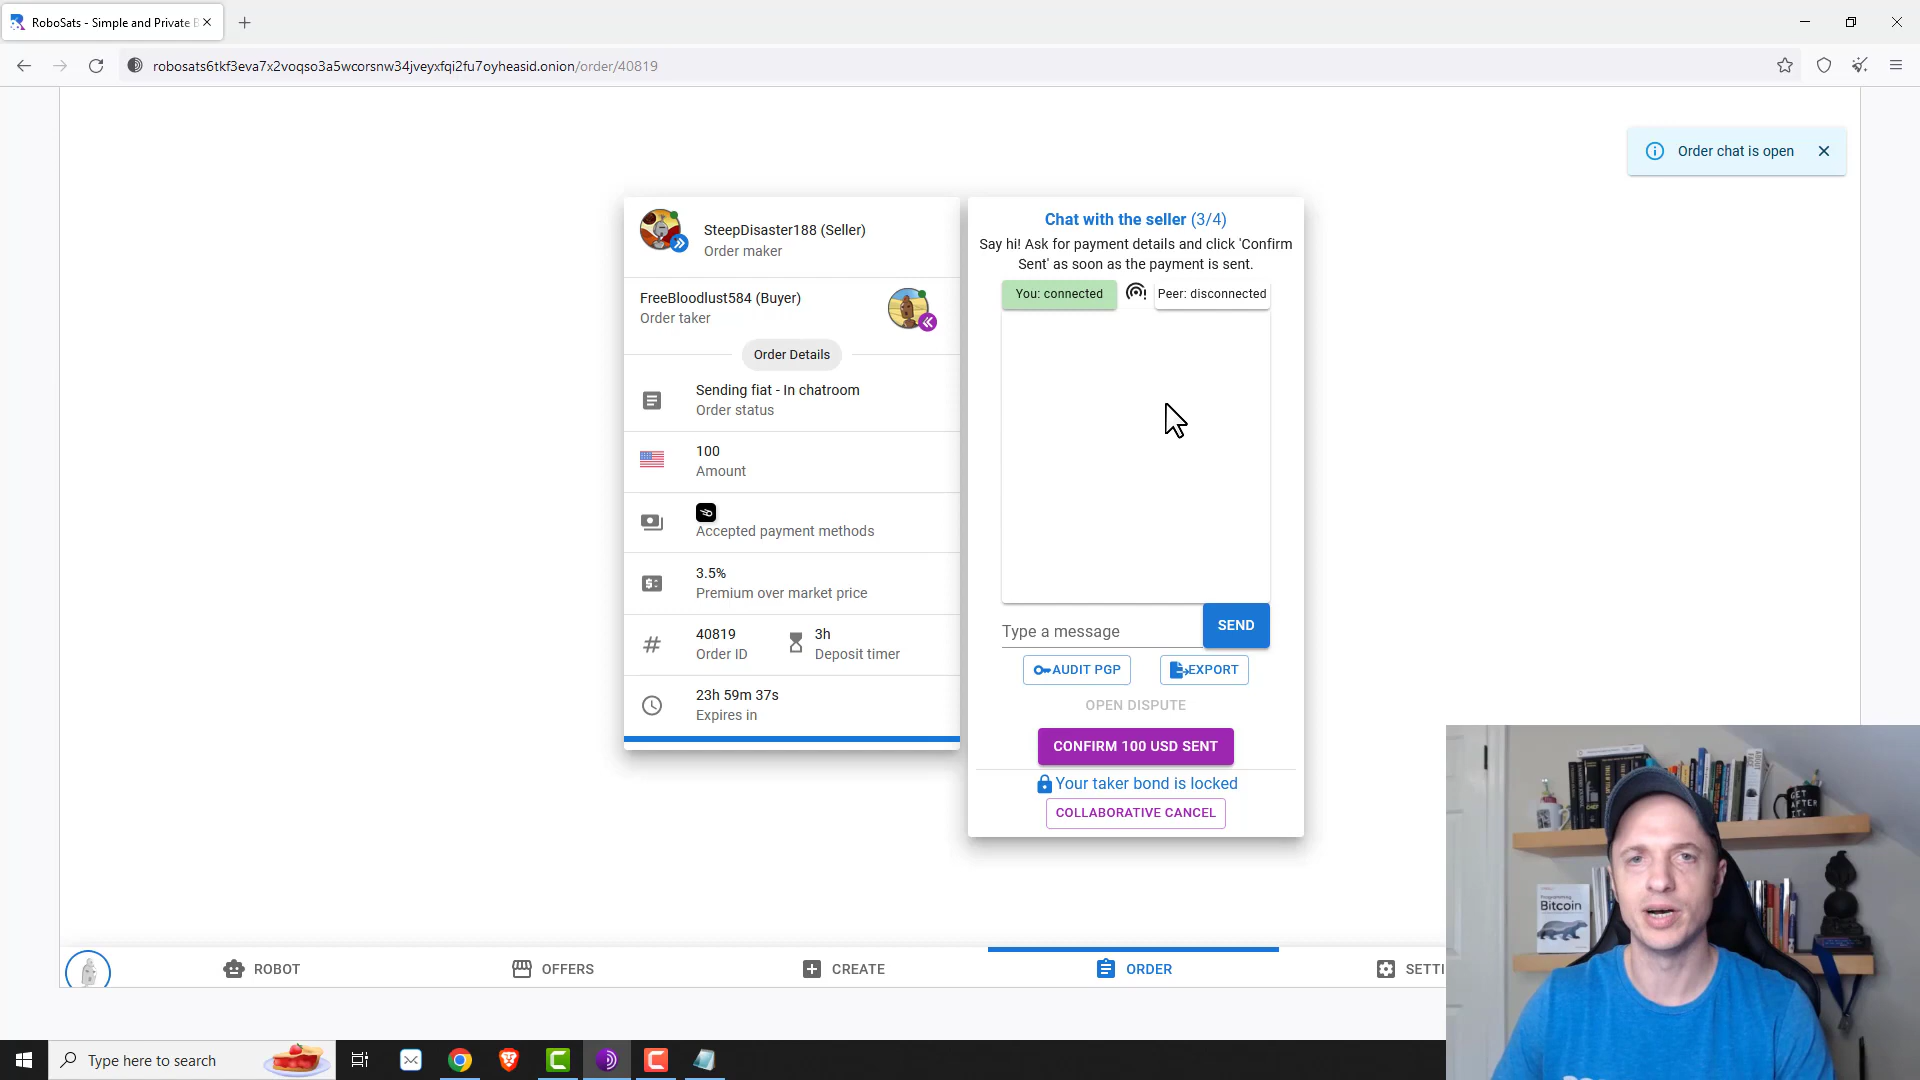 RoboSats - Simple and Private B
robosats6tkf3eva7x2voqso3a5wcorsnw34jveyxfqi2fu7oyheasid.onion/order/40819
Order chat is open
SteepDisaster188 (Seller)
Order maker
FreeBloodlust584 (Buyer)
Order taker
Order Details
Sending fiat - In chatroom
Order status
100
Amount
Accepted payment methods
3.5%
Premium over market price
40819
Order ID
3h
Deposit timer
23h 59m 37s
Expires in
Chat with the seller (3/4)
Say hi! Ask for payment details and click 'Confirm
Sent' as soon as the payment is sent.
You: connected
Peer: disconnected
Type a message
SEND
AUDIT PGP
EXPORT
OPEN DISPUTE
CONFIRM 100 USD SENT
Your taker bond is locked
COLLABORATIVE CANCEL
ROBOT
OFFERS
CREATE
ORDER
SETTI
GET
AFTER
IT.
Bitcoin
Type here to search